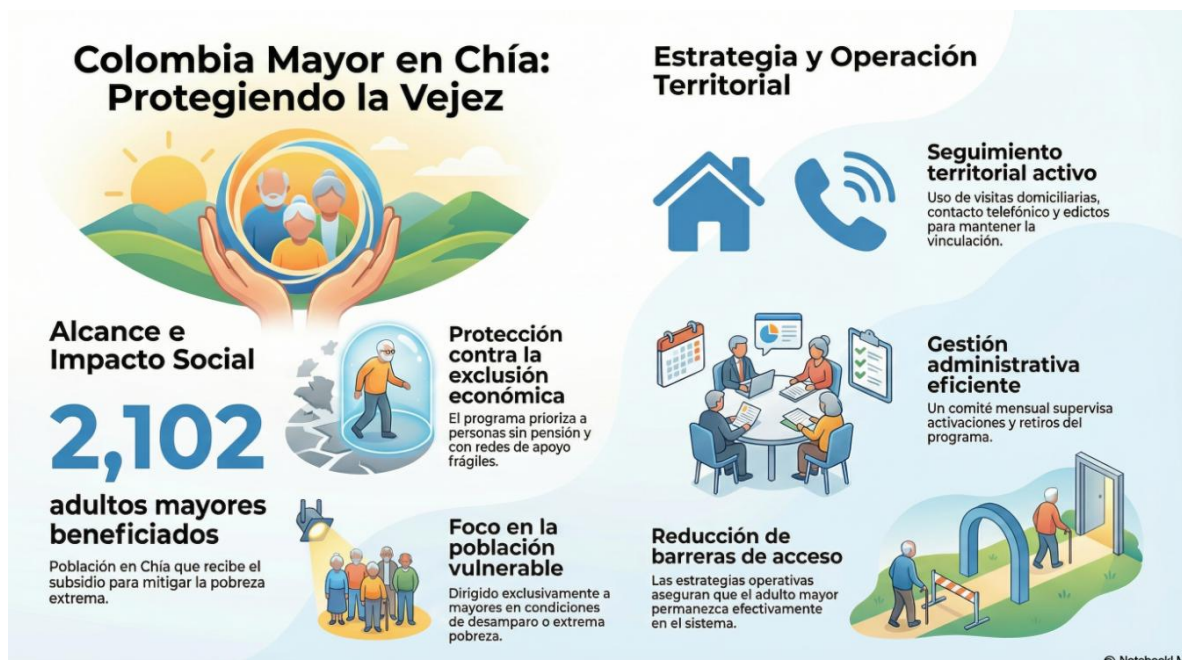 Colombia Mayor en Chía:
Protegiendo la Vejez
Alcance e
Impacto Social
2,102
adultos mayores
beneficiados
Población en Chía que recibe el
subsidio para mitigar la pobreza
extrema.
Protección
contra la
exclusión
económica
El programa prioriza a
personas sin pensión y
con redes de apoyo
frágiles.
Foco en la
población
vulnerable
Dirigido exclusivamente a
mayores en condiciones
de desamparo o extrema
pobreza.
Estrategia y Operación
Territorial
Seguimiento
territorial activo
Uso de visitas domiciliarias,
contacto telefónico y edictos
para mantener la
vinculación.
Gestión
administrativa
eficiente
Un comité mensual supervisa
activaciones y retiros del
programa.
Reducción de
barreras de acceso
Las estrategias operativas
aseguran que el adulto mayor
permanezca efectivamente
en el sistema.